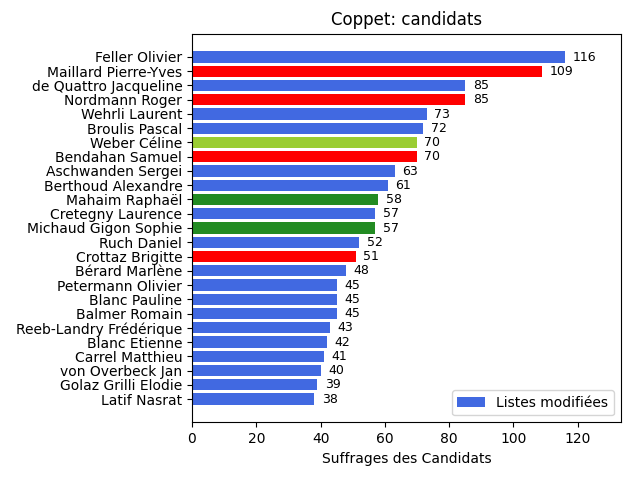 Coppet: candidats
Feller Olivier 116
Maillard Pierre-Yves 109
de Quattro Jacqueline 85
Nordmann Roger 85
Wehrli Laurent 73
Broulis Pascal 72
Weber Céline 70
Bendahan Samuel 70
Aschwanden Sergei 63
Berthoud Alexandre 61
Mahaim Raphaël 58
Cretegny Laurence 57
Michaud Gigon Sophie 57
Ruch Daniel 52
Crottaz Brigitte 51
Bérard Marlène 48
Petermann Olivier 45
Blanc Pauline 45
Balmer Romain 45
Reeb-Landry Frédérique 43
Blanc Etienne 42
Carrel Matthieu 41
von Overbeck Jan 40
Golaz Grilli Elodie 39
Latif Nasrat 38
Listes modifiées
0 20 40 60 80 100 120
Suffrages des Candidats